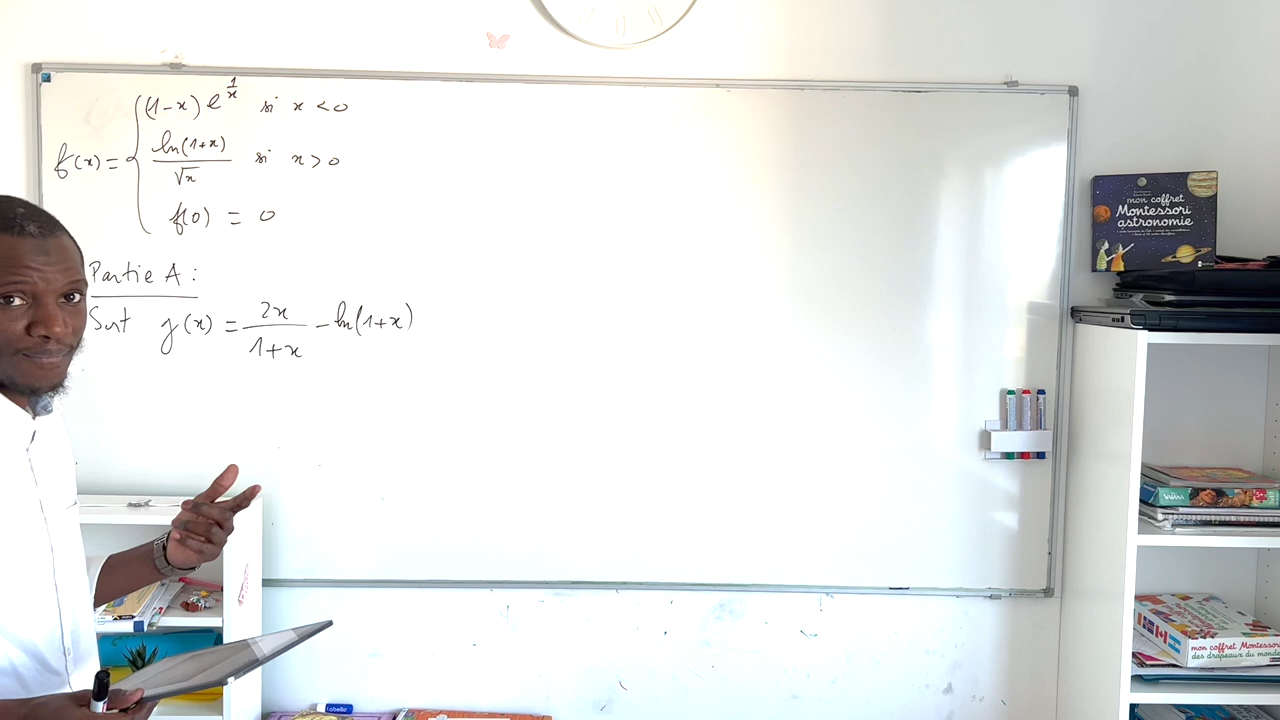 f(x) = { (1-x) e^{1/x} si x < 0
ln(1+x)/√x si x > 0
f(0) = 0
Partie A :
Soit g(x) = 2x/(1+x) - ln(1+x)
mon coffret
Montessori
astronomie
mon coffret Montessori
des drapeaux du monde